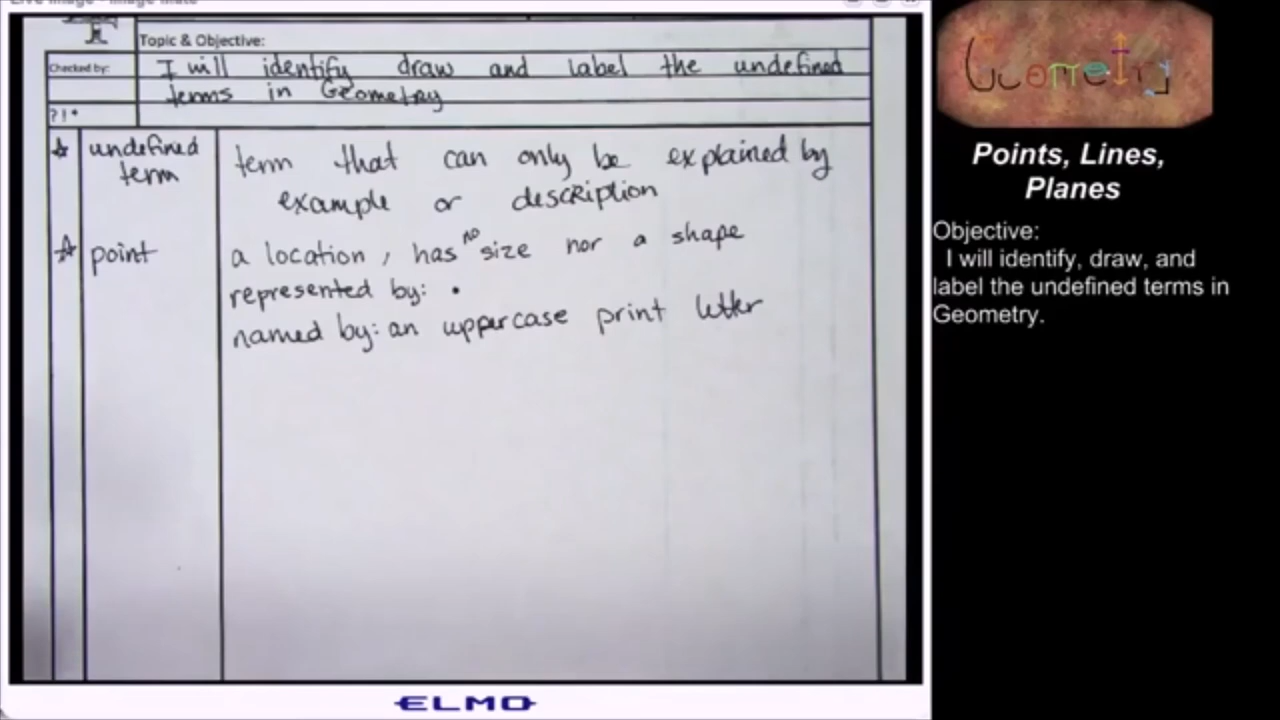 Topic & Objective:
Checked by:
I will identify draw and label the undefined
terms in Geometry
? ! *
undefined
term
term that can only be explained by
example or description
point
a location, has no size nor a shape
represented by: •
named by: an uppercase print letter
ELMO
Geometry
Points, Lines,
Planes
Objective:
I will identify, draw, and
label the undefined terms in
Geometry.